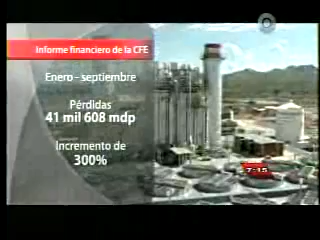 Informe financiero de la CFE
Enero - septiembre
Pérdidas
41 mil 608 mdp
Incremento de
300%
7:15